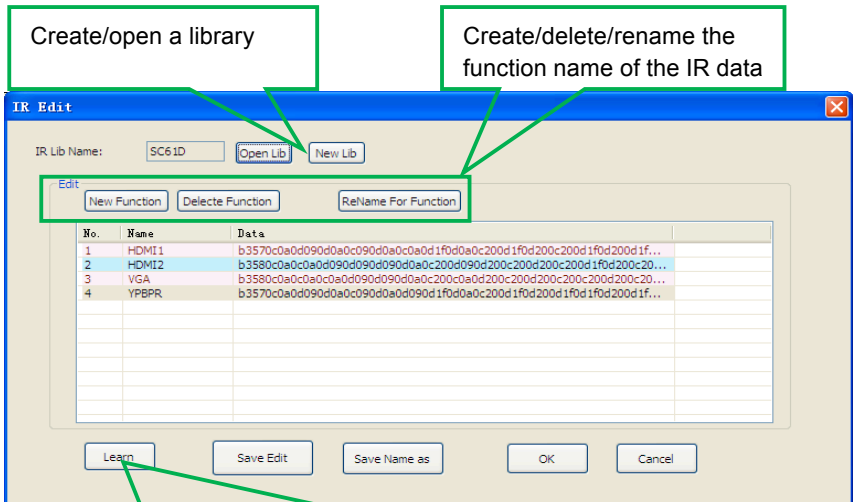 Create/open a library
Create/delete/rename the
function name of the IR data
IR Edit
IR Lib Name: SC61D Open Lib New Lib
Edit
New Function Delecte Function ReName For Function
No. Name Data
1 HDMI1 b3570c0a0d090d0a0c090d0a0c0a0d1f0d0a0c200d1f0d200c200d1f0d200d1f...
2 HDMI2 b3580c0a0c0a0d090d090d090d0a0c200d090d200c200d200c200d1f0d200c20...
3 VGA b3580c0a0c0a0d090d090d0a0c200c0a0d200c200d200c200c200d200d200c20...
4 YPBPR b3570c0a0d090d0a0c090d0a0d090d1f0d0a0c200d1f0d200d1f0d1f0d200d1f...
Learn Save Edit Save Name as OK Cancel